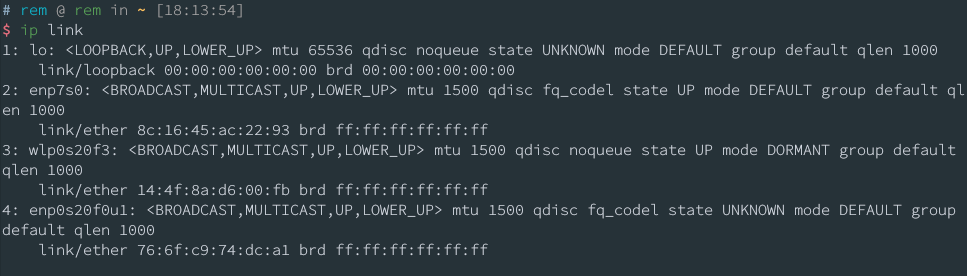 # rem @ rem in ~ [18:13:54]
$ ip link
1: lo: <LOOPBACK,UP,LOWER_UP> mtu 65536 qdisc noqueue state UNKNOWN mode DEFAULT group default qlen 1000
    link/loopback 00:00:00:00:00:00 brd 00:00:00:00:00:00
2: enp7s0: <BROADCAST,MULTICAST,UP,LOWER_UP> mtu 1500 qdisc fq_codel state UP mode DEFAULT group default ql
en 1000
    link/ether 8c:16:45:ac:22:93 brd ff:ff:ff:ff:ff:ff
3: wlp0s20f3: <BROADCAST,MULTICAST,UP,LOWER_UP> mtu 1500 qdisc noqueue state UP mode DORMANT group default
qlen 1000
    link/ether 14:4f:8a:d6:00:fb brd ff:ff:ff:ff:ff:ff
4: enp0s20f0u1: <BROADCAST,MULTICAST,UP,LOWER_UP> mtu 1500 qdisc fq_codel state UNKNOWN mode DEFAULT group
default qlen 1000
    link/ether 76:6f:c9:74:dc:a1 brd ff:ff:ff:ff:ff:ff